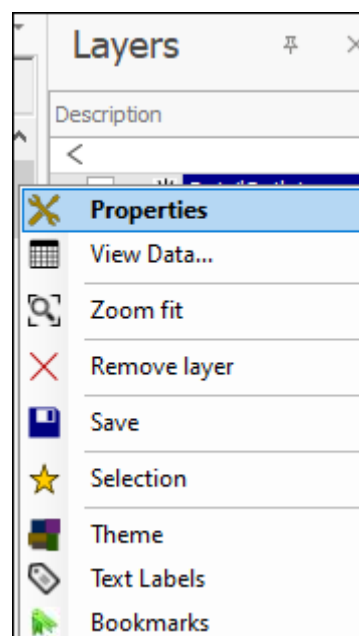 Layers
Description
<
Properties
View Data...
Zoom fit
Remove layer
Save
Selection
Theme
Text Labels
Bookmarks